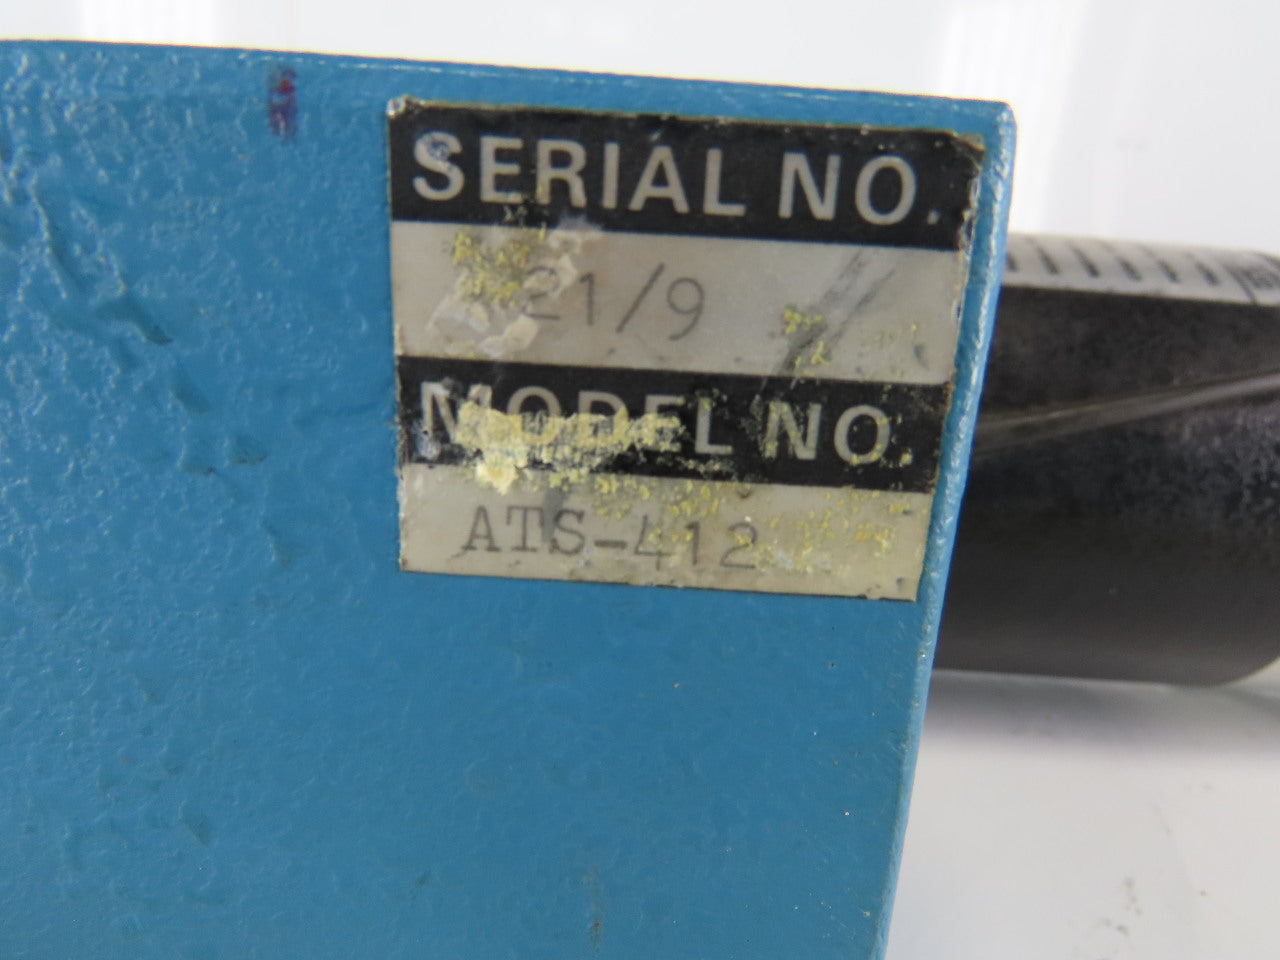 SERIAL NO.
21/9
MODEL NO.
ATS-412